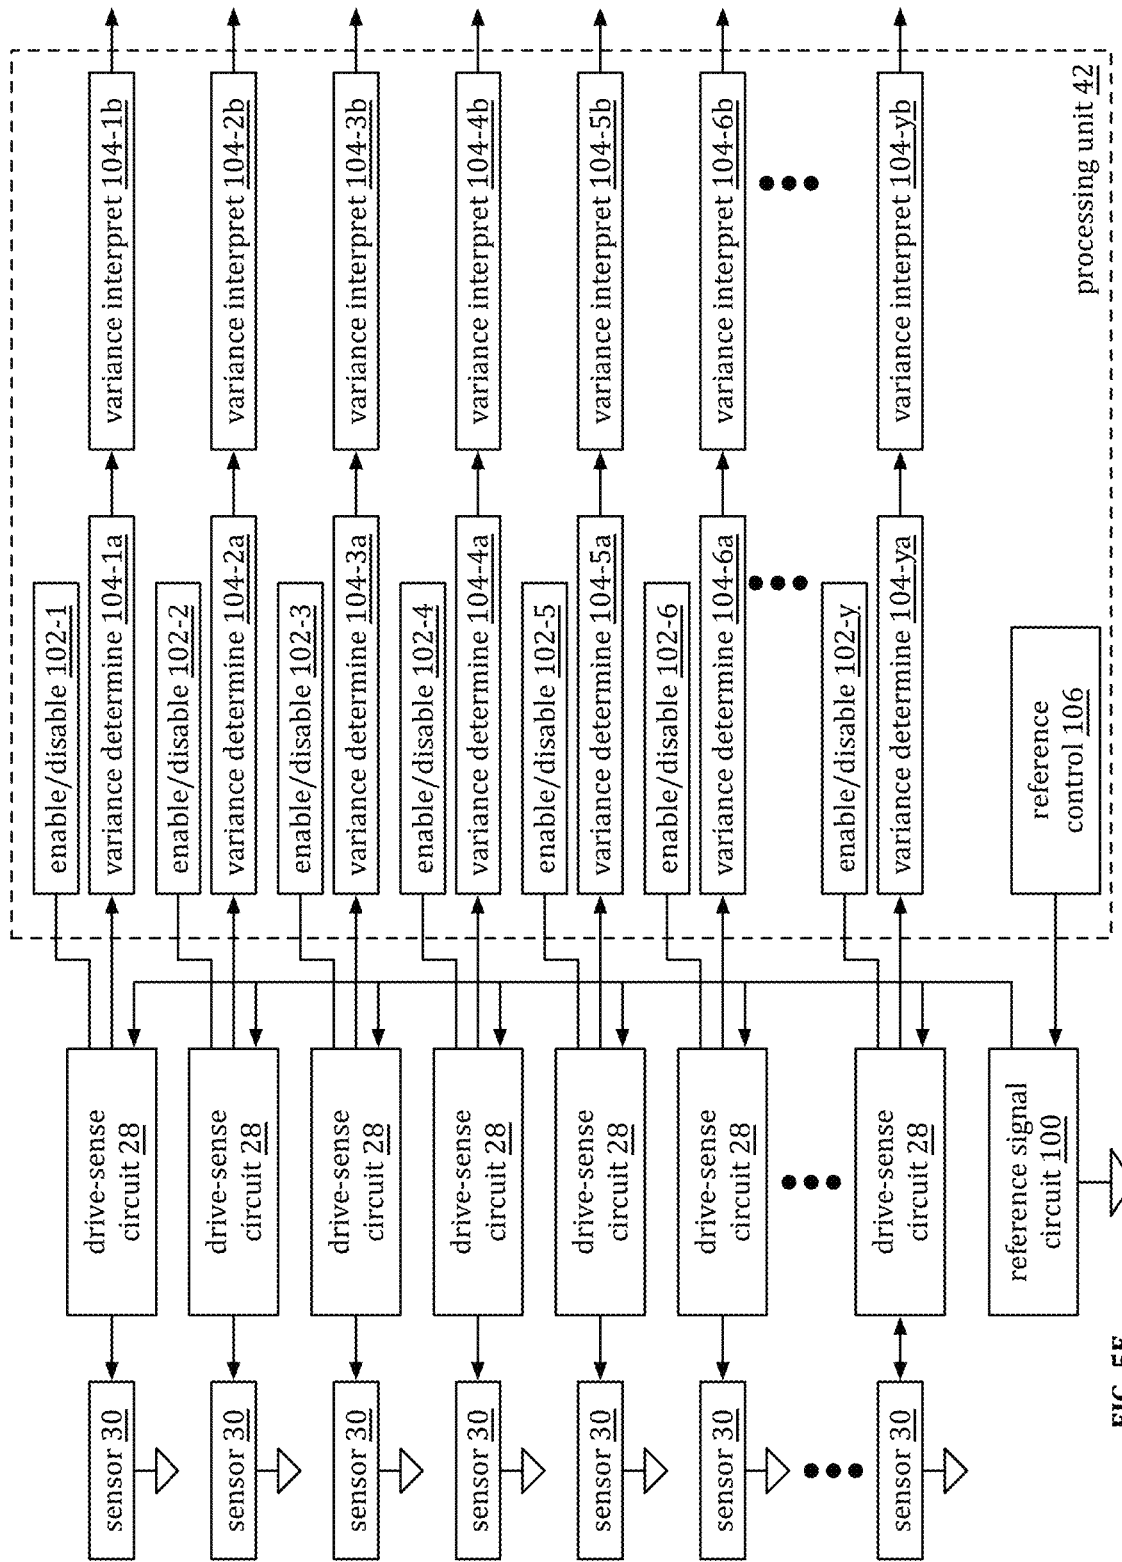 sensor 30
drive-sense
circuit 28
enable/disable 102-1
variance determine 104-1a
variance interpret 104-1b
sensor 30
drive-sense
circuit 28
enable/disable 102-2
variance determine 104-2a
variance interpret 104-2b
sensor 30
drive-sense
circuit 28
enable/disable 102-3
variance determine 104-3a
variance interpret 104-3b
sensor 30
drive-sense
circuit 28
enable/disable 102-4
variance determine 104-4a
variance interpret 104-4b
sensor 30
drive-sense
circuit 28
enable/disable 102-5
variance determine 104-5a
variance interpret 104-5b
sensor 30
drive-sense
circuit 28
enable/disable 102-6
variance determine 104-6a
variance interpret 104-6b
sensor 30
drive-sense
circuit 28
enable/disable 102-y
variance determine 104-ya
variance interpret 104-yb
reference signal
circuit 100
reference
control 106
processing unit 42
FIG.